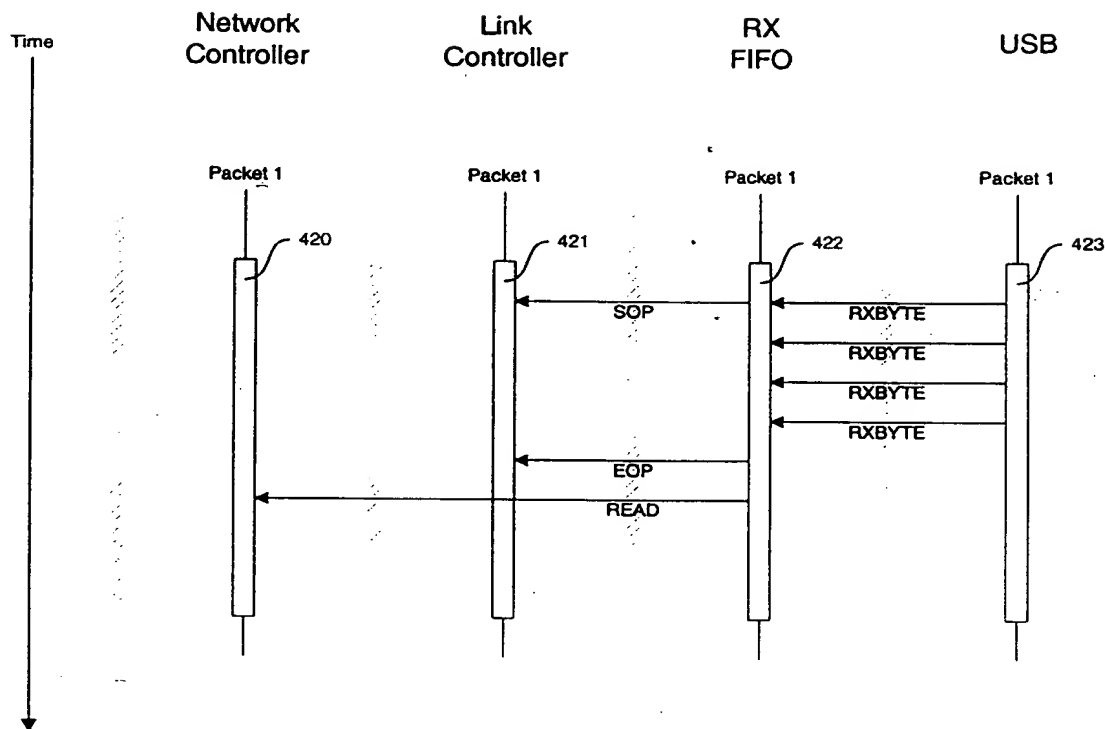 Time
Network
Controller
Link
Controller
RX
FIFO
USB
Packet 1
Packet 1
Packet 1
Packet 1
420
421
422
423
SOP
RXBYTE
RXBYTE
RXBYTE
RXBYTE
EOP
READ